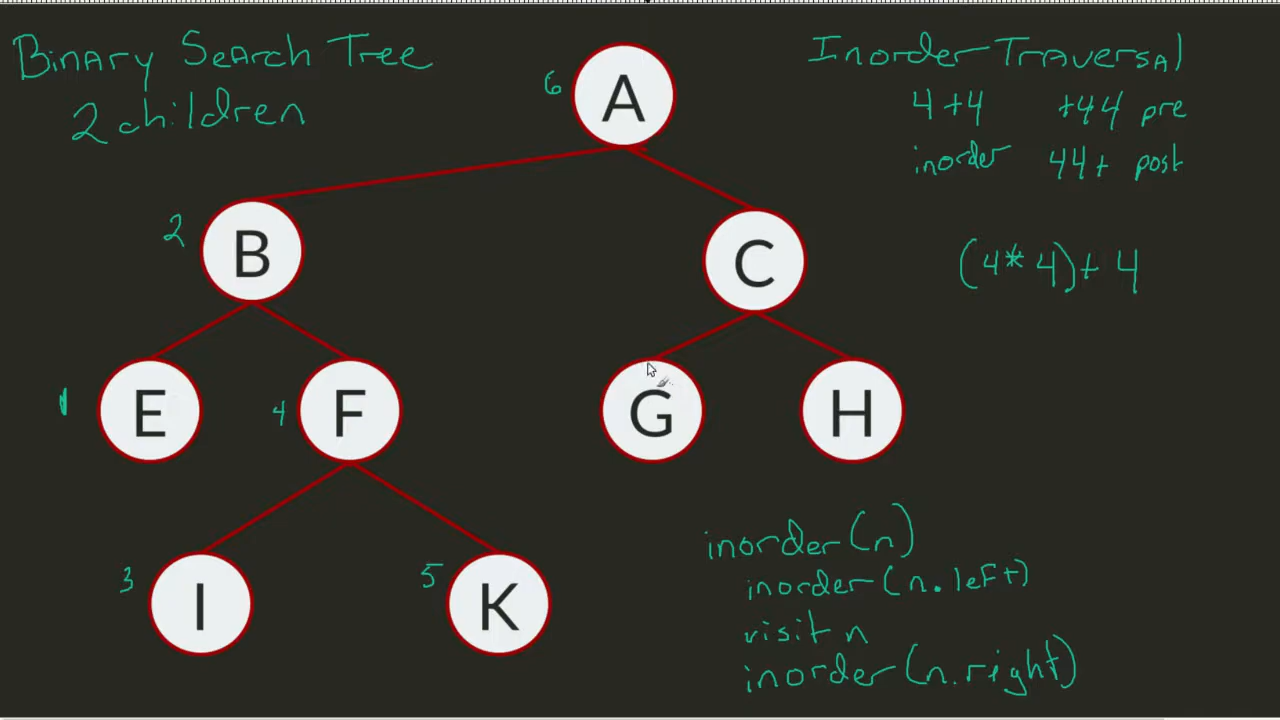 Binary Search Tree
2 children
Inorder Traversal
4+4 +44 pre
inorder 44+ post
(4*4)+4
6 A
2 B
C
1 E
4 F
G
H
3 I
5 K
inorder(n)
inorder(n.left)
visit n
inorder(n.right)